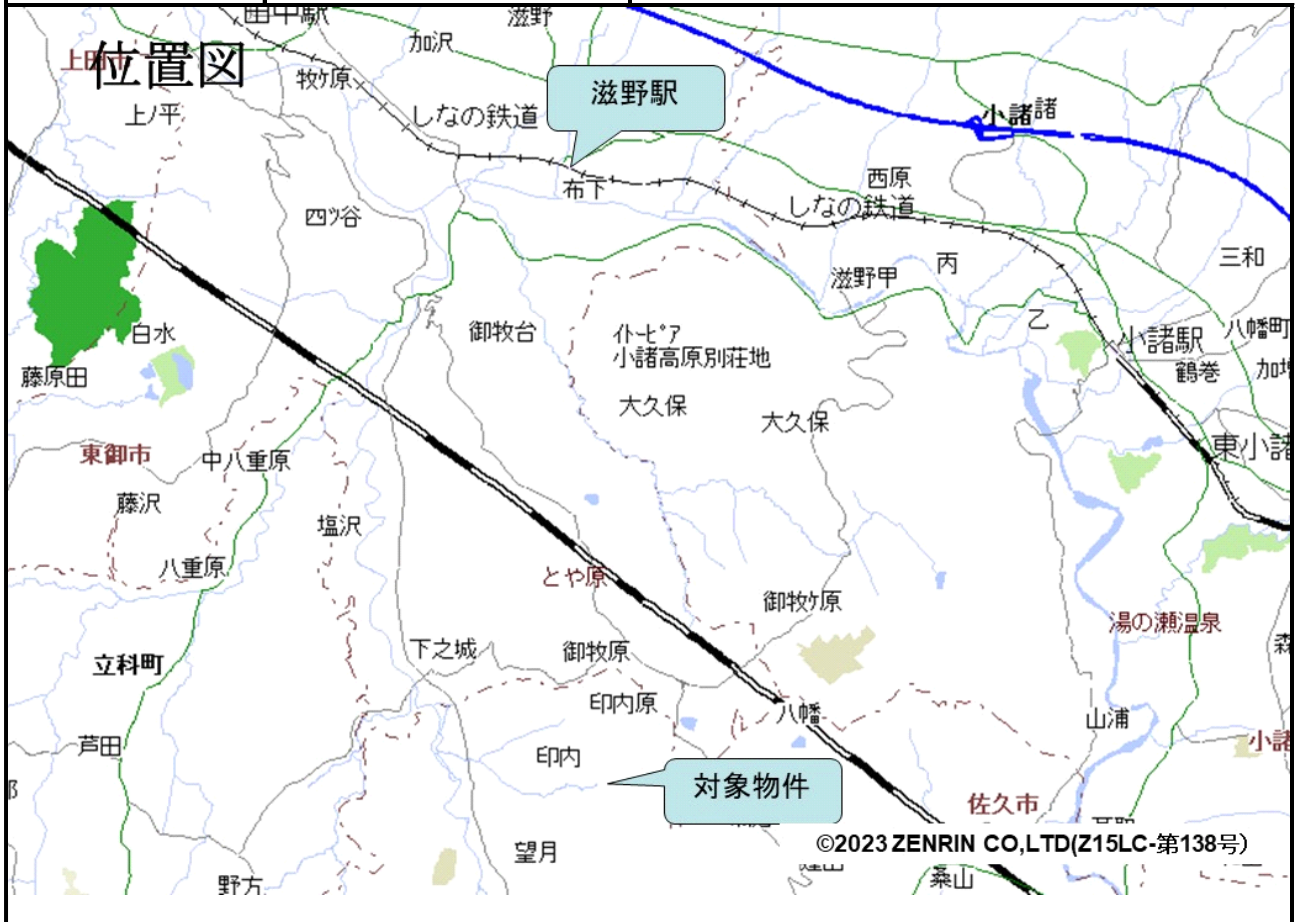 田中駅
滋野
位置図
上田市
加沢
牧ヶ原
滋野駅
上ノ平
しなの鉄道
小諸
諸
布下
西原
しなの鉄道
四ツ谷
三和
丙
滋野甲
乙
白水
御牧台
イトーピア
小諸高原別荘地
小諸駅
八幡町
鶴巻
藤原田
大久保
大久保
東小諸
東御市
中八重原
藤沢
塩沢
八重原
とや原
御牧ヶ原
湯の瀬温泉
下之城
御牧原
立科町
印内原
八幡
山浦
芦田
印内
対象物件
佐久市
©2023 ZENRIN CO,LTD(Z15LC-第138号)
望月
野方
桑山